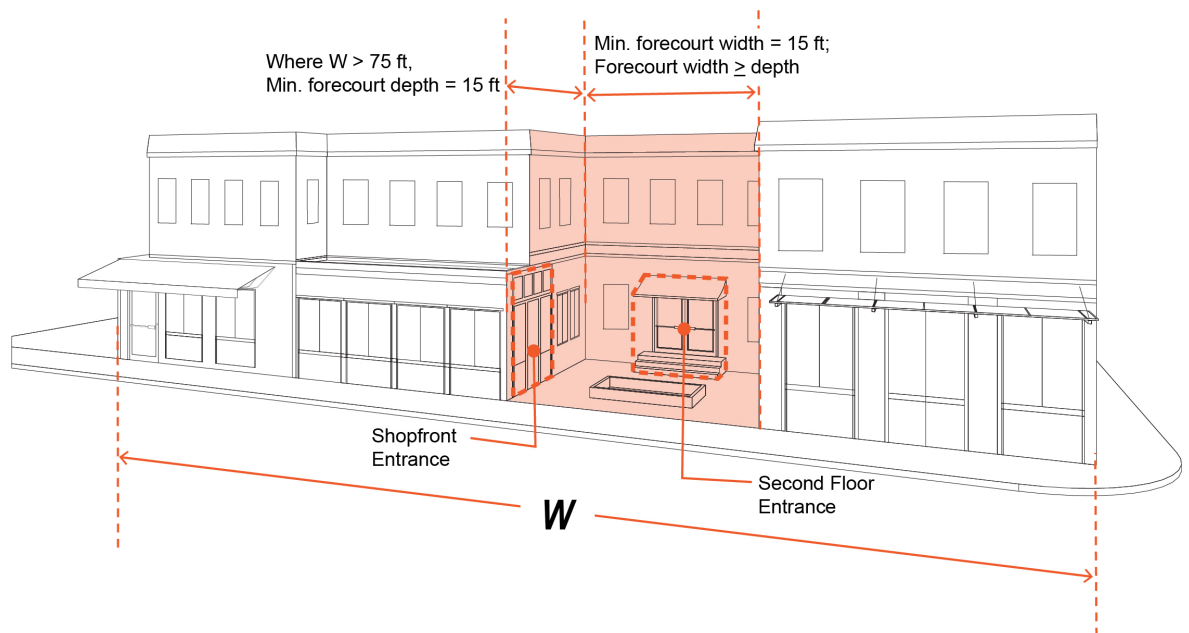 Where W > 75 ft,
Min. forecourt depth = 15 ft
Min. forecourt width = 15 ft;
Forecourt width ≥ depth
Shopfront
Entrance
Second Floor
Entrance
W